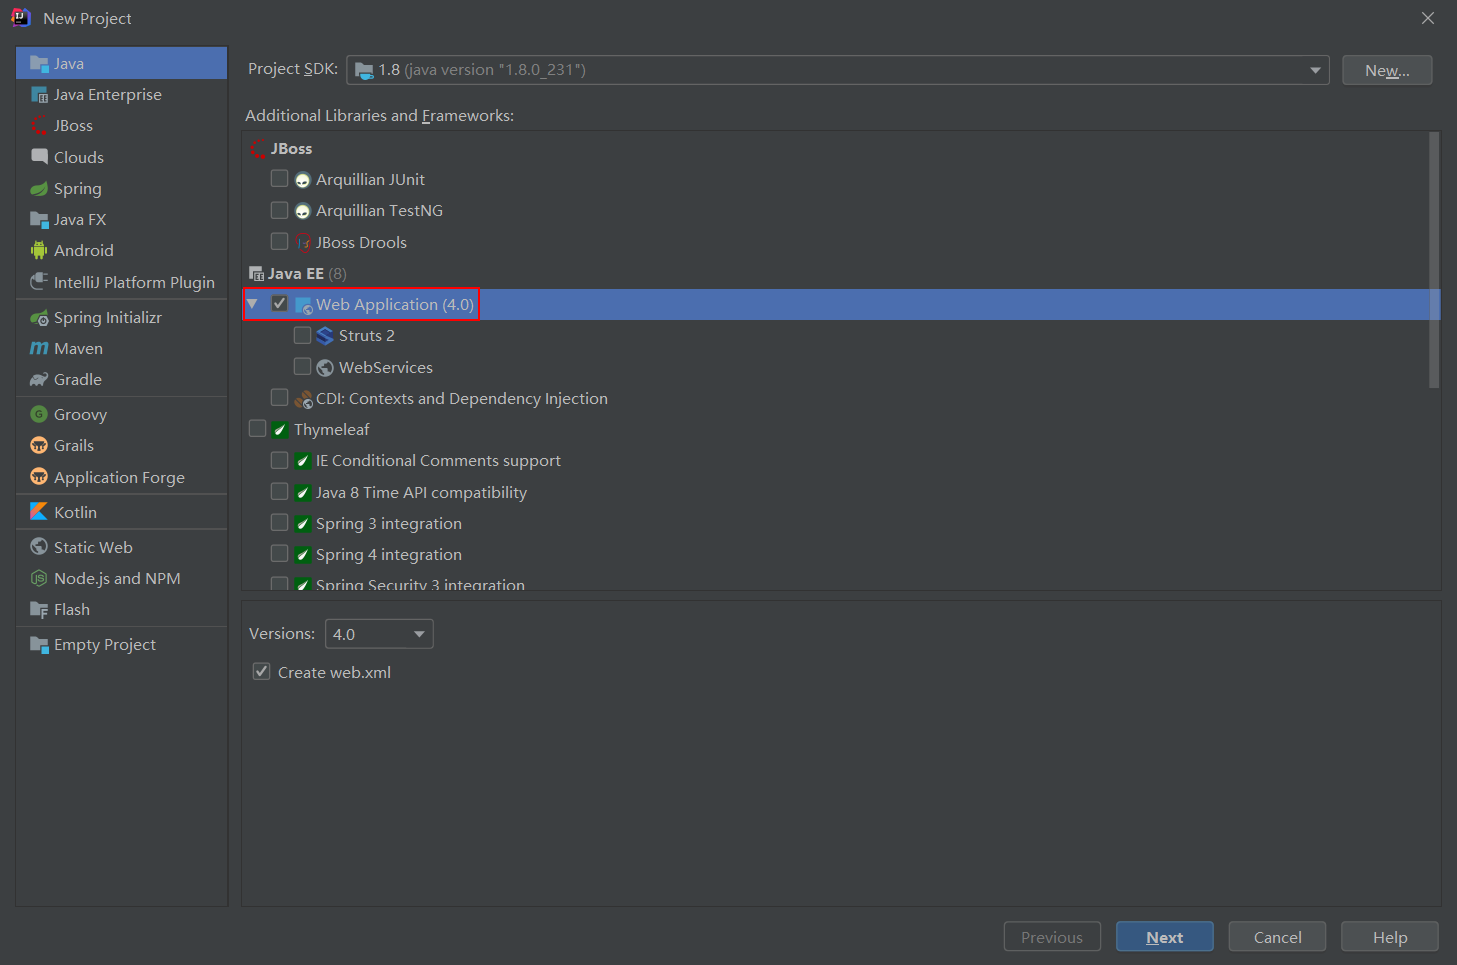 New Project
Java
Java Enterprise
JBoss
Clouds
Spring
Java FX
Android
IntelliJ Platform Plugin
Spring Initializr
Maven
Gradle
Groovy
Grails
Application Forge
Kotlin
Static Web
Node.js and NPM
Flash
Empty Project
Project SDK: 1.8 (java version "1.8.0_231") New...
Additional Libraries and Frameworks:
JBoss
Arquillian JUnit
Arquillian TestNG
JBoss Drools
Java EE (8)
Web Application (4.0)
Struts 2
WebServices
CDI: Contexts and Dependency Injection
Thymeleaf
IE Conditional Comments support
Java 8 Time API compatibility
Spring 3 integration
Spring 4 integration
Spring Security 3 integration
Versions: 4.0
Create web.xml
Previous Next Cancel Help